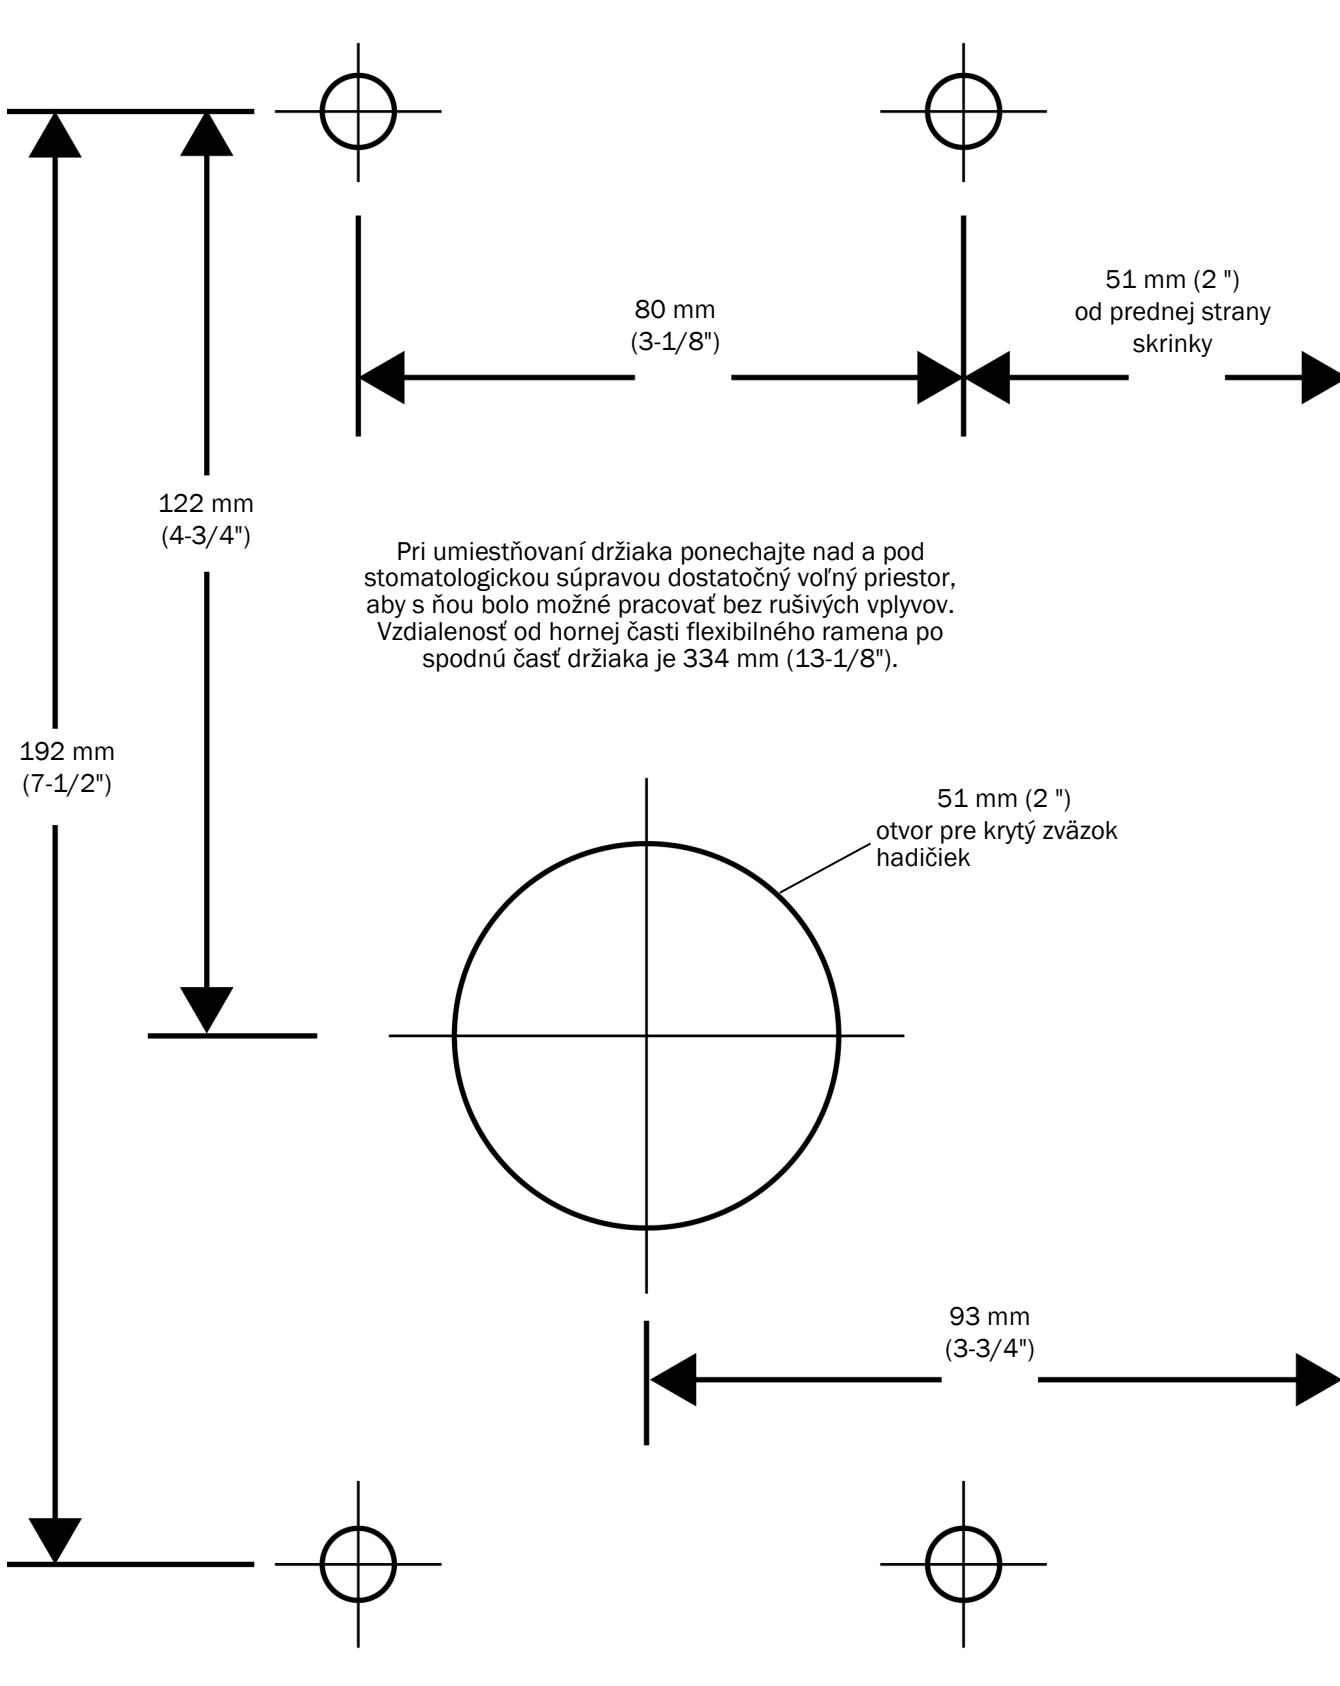 51 mm (2 ")
od prednej strany
skrinky
80 mm
(3-1/8")
122 mm
(4-3/4")
Pri umiestňovaní držiaka ponechajte nad a pod
stomatologickou súpravou dostatočný voľný priestor,
aby s ňou bolo možné pracovať bez rušivých vplyvov.
Vzdialenosť od hornej časti flexibilného ramena po
spodnú časť držiaka je 334 mm (13-1/8").
192 mm
(7-1/2")
51 mm (2 ")
otvor pre krytý zväzok
hadičiek
93 mm
(3-3/4")